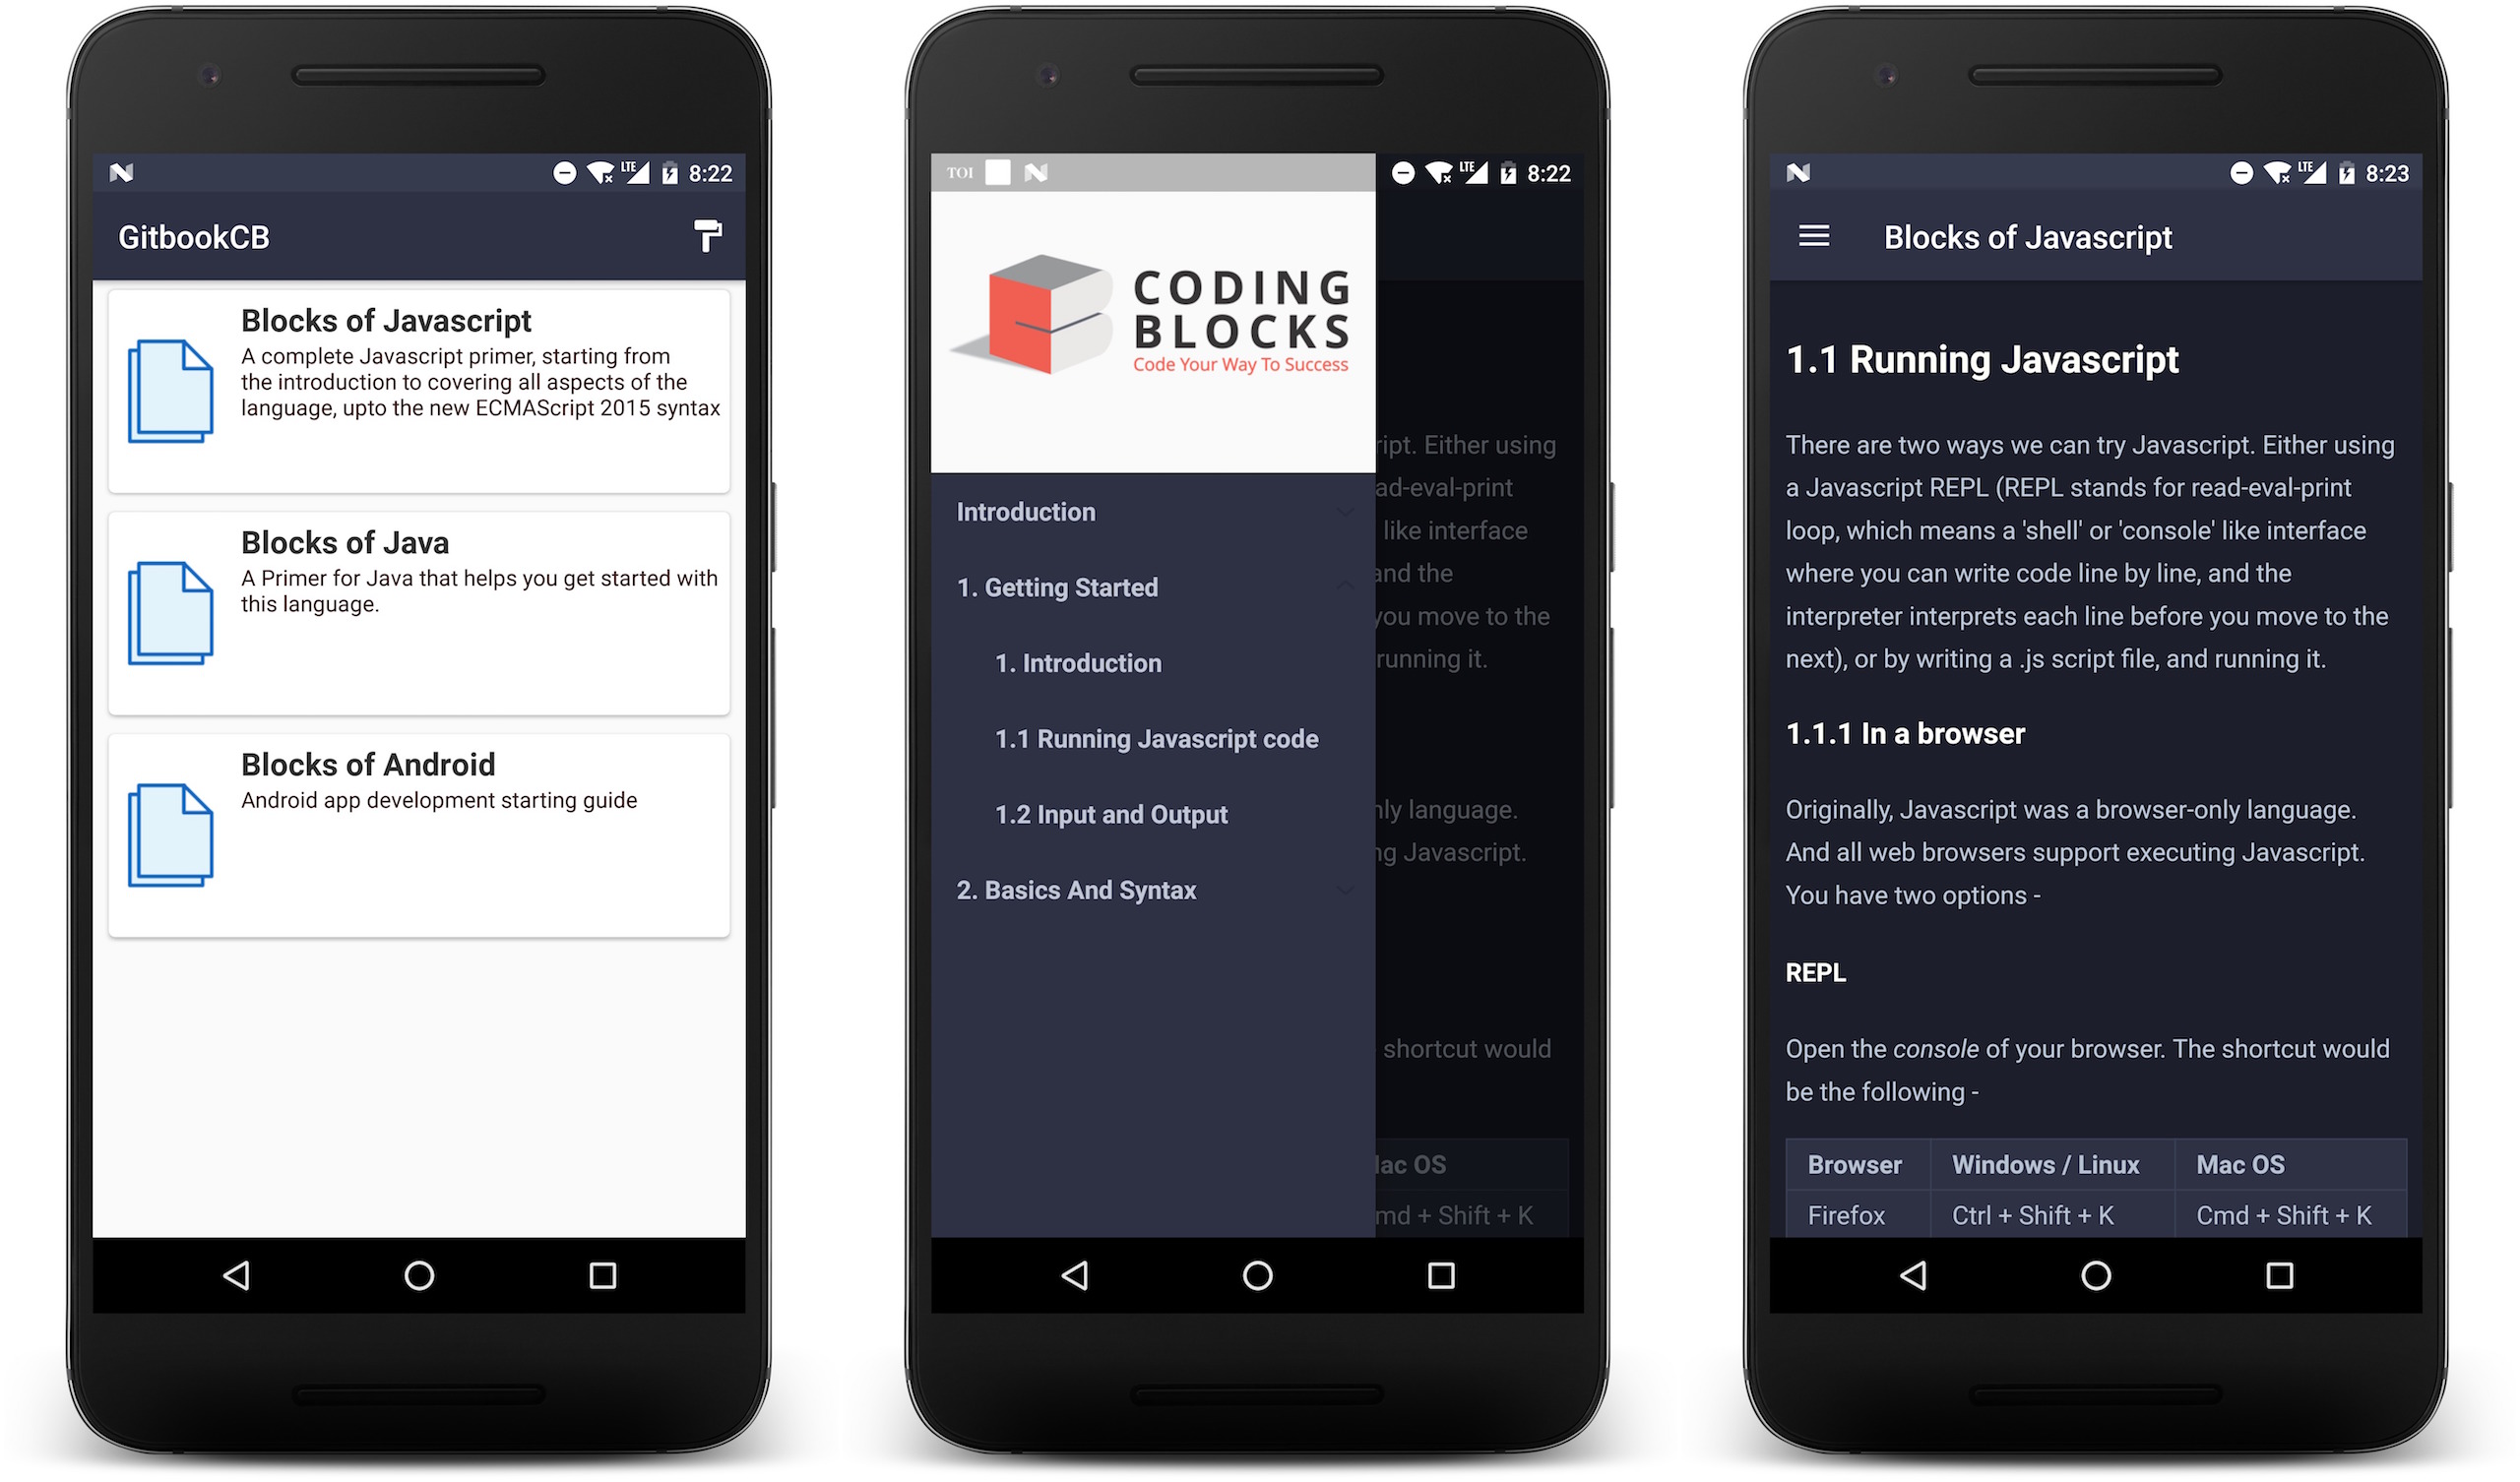 LTE 8:22
GitbookCB
Blocks of Javascript
A complete Javascript primer, starting from
the introduction to covering all aspects of the
language, upto the new ECMAScript 2015 syntax
Blocks of Java
A Primer for Java that helps you get started with
this language.
Blocks of Android
Android app development starting guide
TOI LTE 8:22
CODING
BLOCKS
Code Your Way To Success
Introduction
1. Getting Started
1. Introduction
1.1 Running Javascript code
1.2 Input and Output
2. Basics And Syntax
ript. Either using
ad-eval-print
like interface
and the
you move to the
running it.
nly language.
ng Javascript.
shortcut would
Mac OS
md + Shift + K
LTE 8:23
Blocks of Javascript
1.1 Running Javascript
There are two ways we can try Javascript. Either using
a Javascript REPL (REPL stands for read-eval-print
loop, which means a 'shell' or 'console' like interface
where you can write code line by line, and the
interpreter interprets each line before you move to the
next), or by writing a .js script file, and running it.
1.1.1 In a browser
Originally, Javascript was a browser-only language.
And all web browsers support executing Javascript.
You have two options -
REPL
Open the console of your browser. The shortcut would
be the following -
Browser Windows / Linux Mac OS
Firefox Ctrl + Shift + K Cmd + Shift + K